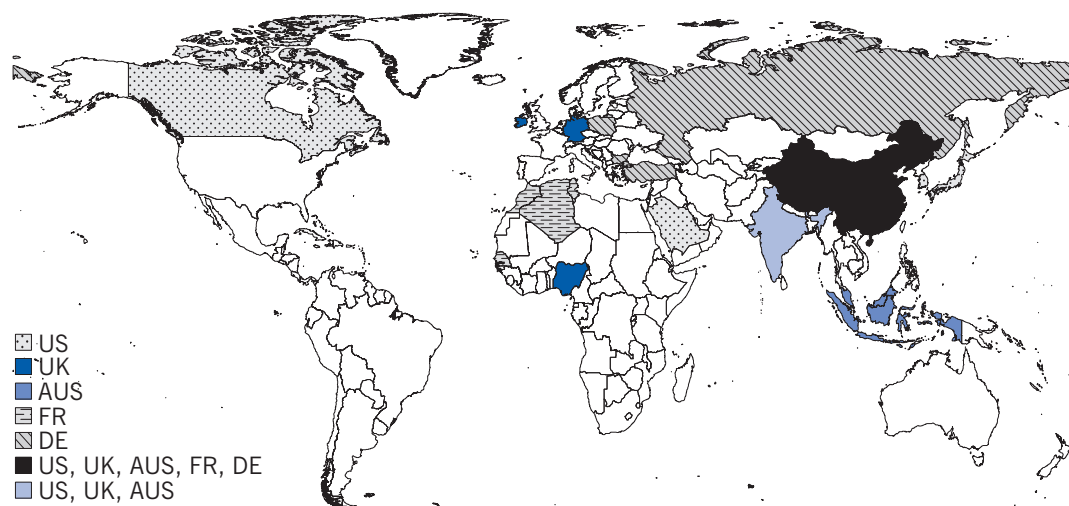 US
UK
AUS
FR
DE
US, UK, AUS, FR, DE
US, UK, AUS